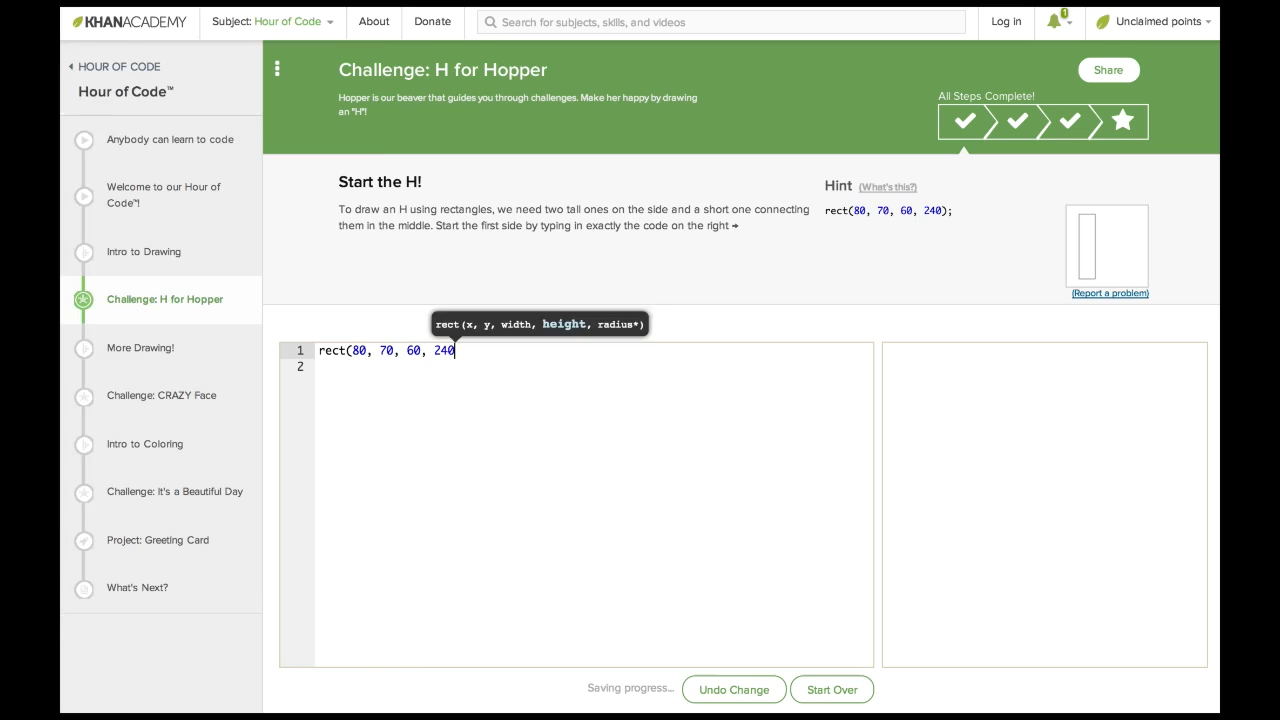 KHANACADEMY
Subject: Hour of Code
About
Donate
Search for subjects, skills, and videos
Log in
1
Unclaimed points
HOUR OF CODE
Hour of Code™
Anybody can learn to code
Welcome to our Hour of
Code™!
Intro to Drawing
Challenge: H for Hopper
More Drawing!
Challenge: CRAZY Face
Intro to Coloring
Challenge: It's a Beautiful Day
Project: Greeting Card
What's Next?
Challenge: H for Hopper
Share
Hopper is our beaver that guides you through challenges. Make her happy by drawing
an "H"!
All Steps Complete!
Start the H!
To draw an H using rectangles, we need two tall ones on the side and a short one connecting
them in the middle. Start the first side by typing in exactly the code on the right
Hint (What's this?)
rect(80, 70, 60, 240);
(Report a problem)
rect(x, y, width, height, radius*)
1 rect(80, 70, 60, 240
2
Saving progress...
Undo Change
Start Over